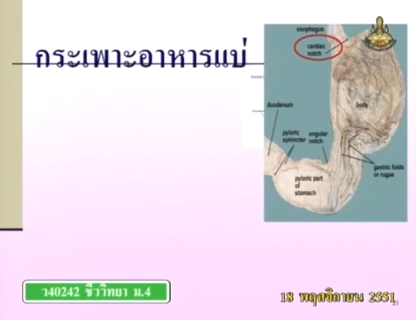 กระเพาะอาหารแบ่
esophagus
cardiac
notch
duodenum
body
pyloric
sphincter
angular
notch
gastric folds
or rugae
pyloric part
of
stomach
ว40242 ชีววิทยา ม.4
18 พฤศจิกายน 2551